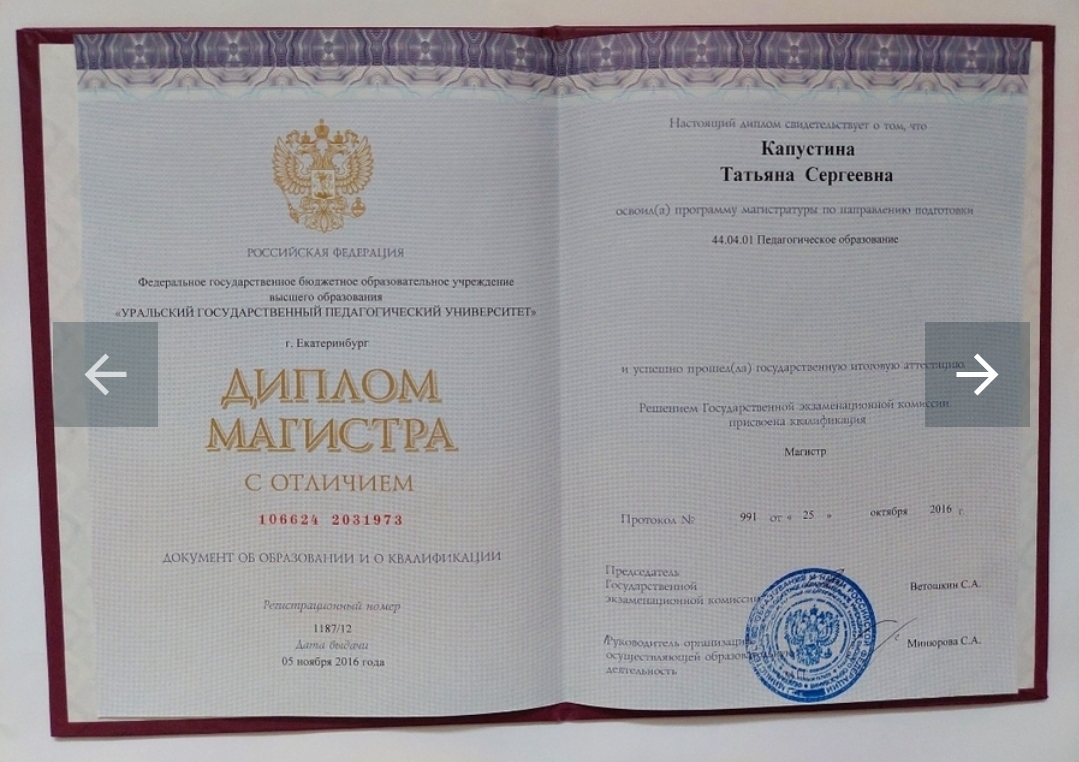 РОССИЙСКАЯ ФЕДЕРАЦИЯ
Федеральное государственное бюджетное образовательное учреждение
высшего образования
«УРАЛЬСКИЙ ГОСУДАРСТВЕННЫЙ ПЕДАГОГИЧЕСКИЙ УНИВЕРСИТЕТ»
г. Екатеринбург
ДИПЛОМ
МАГИСТРА
С ОТЛИЧИЕМ
106624 2031973
ДОКУМЕНТ ОБ ОБРАЗОВАНИИ И О КВАЛИФИКАЦИИ
Регистрационный номер
1187/12
Дата выдачи
05 ноября 2016 года
Настоящий диплом свидетельствует о том, что
Капустина
Татьяна Сергеевна
освоил(а) программу магистратуры по направлению подготовки
44.04.01 Педагогическое образование
и успешно прошел(ла) государственную итоговую аттестацию
Решением Государственной экзаменационной комиссии
присвоена квалификация
Магистр
Протокол № 991 от « 25 » октября 2016 г.
Председатель
Государственной
экзаменационной комиссии
Ветошкин С.А.
Руководитель организации,
осуществляющей образовательную
деятельность
Минюрова С.А.